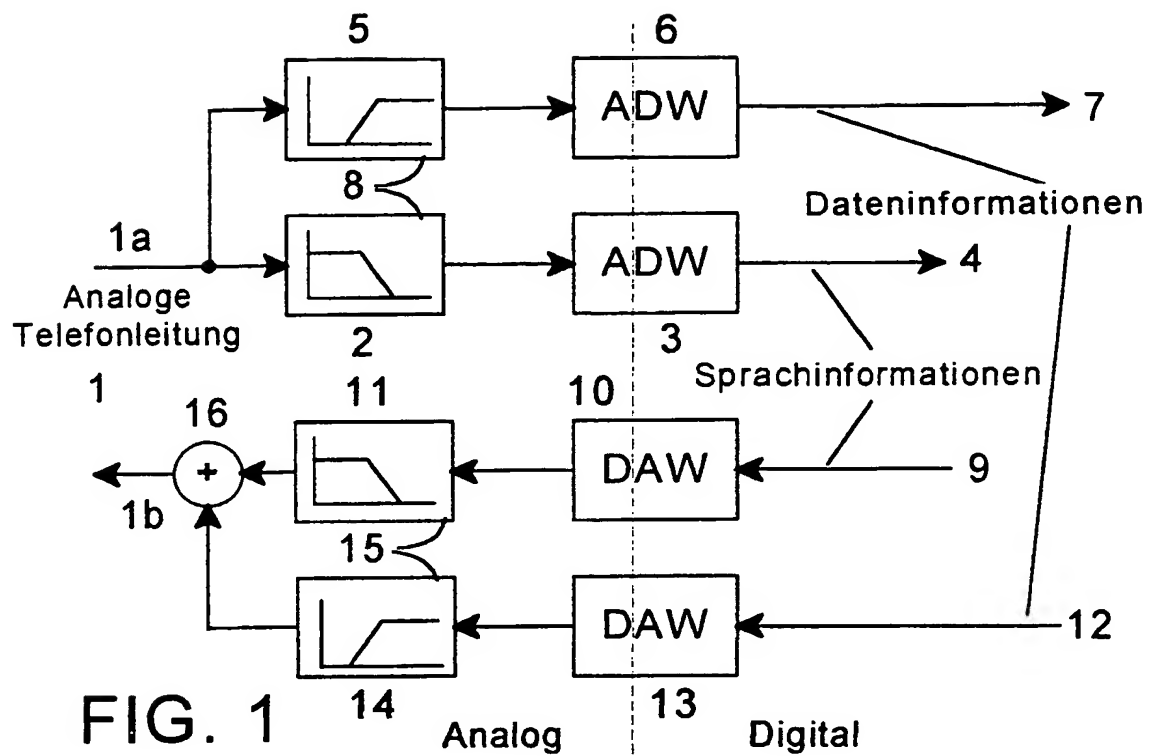 5 6
ADW 7
8
Dateninformationen
1a
ADW 4
Analoge
Telefonleitung
2 3
Sprachinformationen
1 11 10
16
+ DAW 9
1b
15
DAW 12
14 13
FIG. 1 Analog Digital